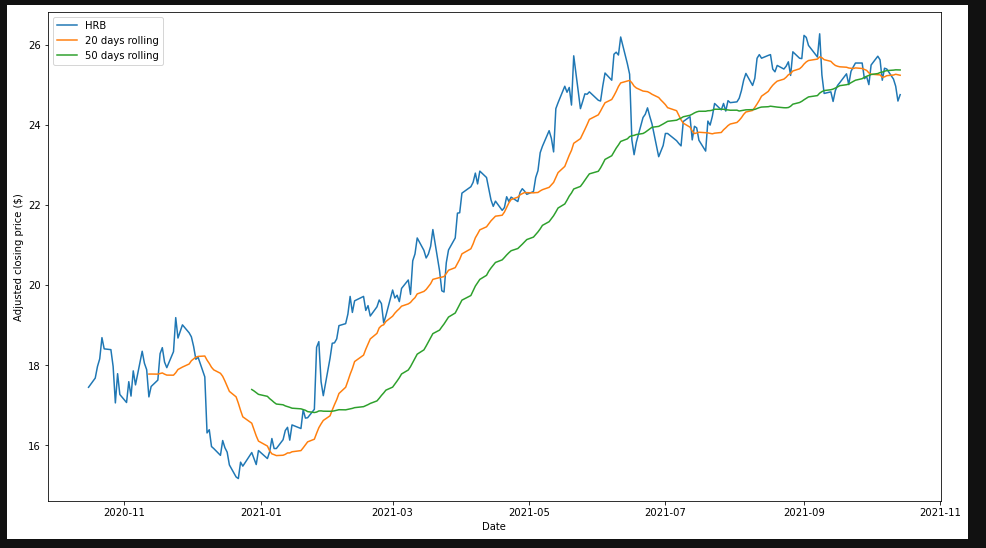 HRB
20 days rolling
50 days rolling
26
24
22
20
18
16
Adjusted closing price ($)
2020-11
2021-01
2021-03
2021-05
2021-07
2021-09
2021-11
Date